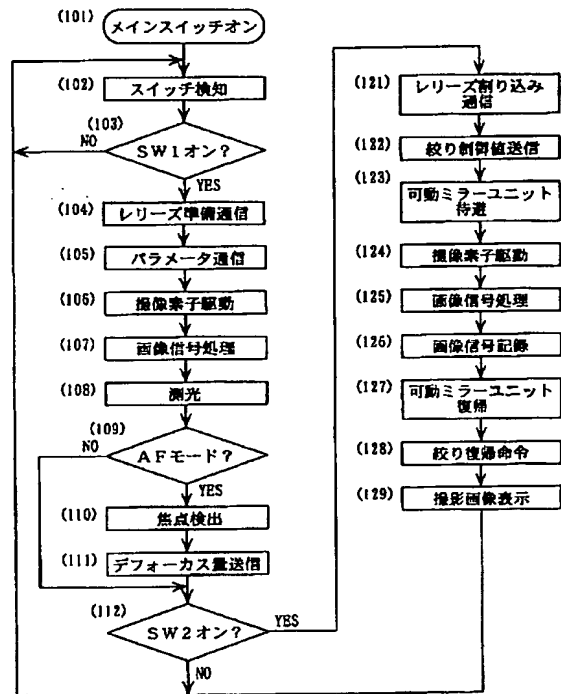 (101)
メインスイッチオン
(102)
スイッチ検知
(103)
NO
SW1オン?
YES
(104)
レリーズ準備通信
(105)
パラメータ通信
(106)
撮像素子駆動
(107)
画像信号処理
(108)
測光
(109)
NO
AFモード?
YES
(110)
焦点検出
(111)
デフォーカス量送信
(112)
SW2オン?
YES
NO
(121)
レリーズ割り込み
通信
(122)
絞り制御値送信
(123)
可動ミラーユニット
待避
(124)
撮像素子駆動
(125)
画像信号処理
(126)
画像信号記録
(127)
可動ミラーユニット
復帰
(128)
絞り復帰命令
(129)
撮影画像表示